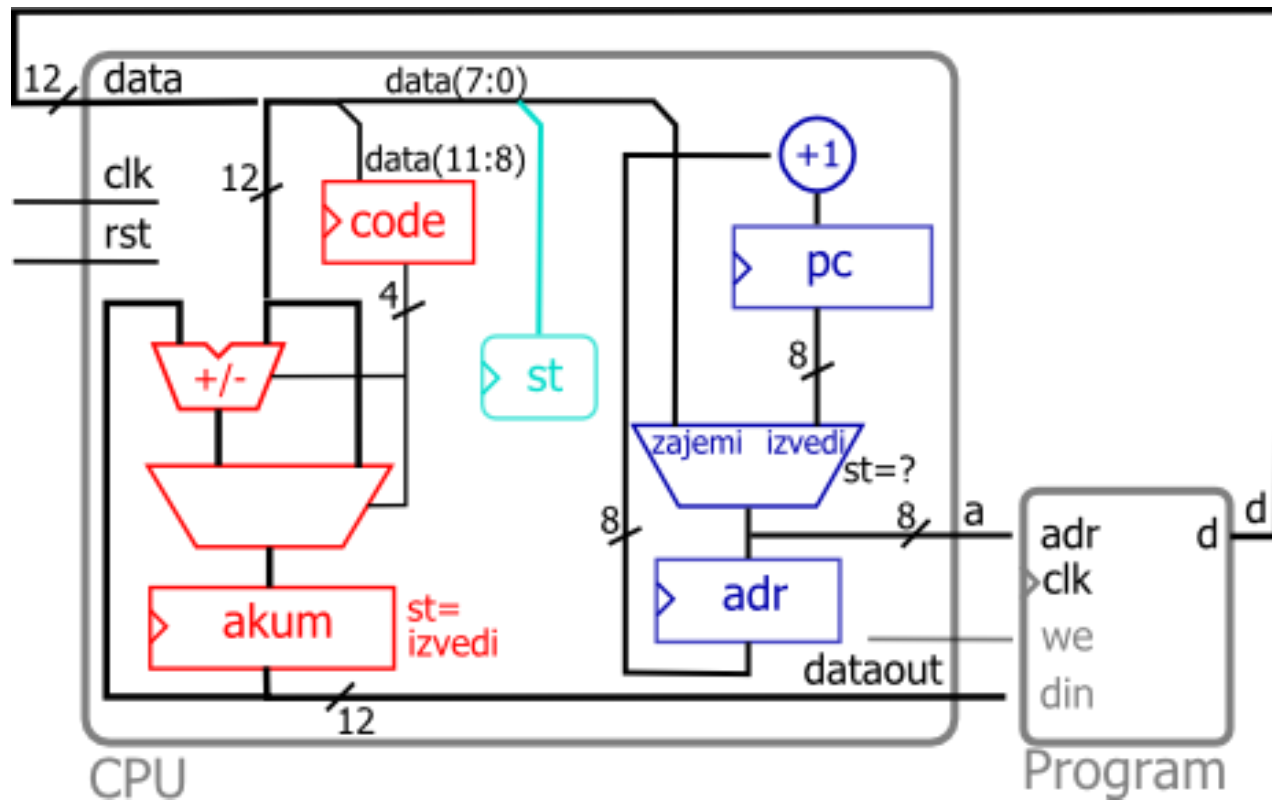 12
data
data(7:0)
clk
12
data(11:8)
+1
rst
code
pc
4
8
+/-
st
zajemi izvedi
st=?
8
8
a
d
adr
d
clk
akum
st=
izvedi
adr
we
dataout
din
12
CPU
Program